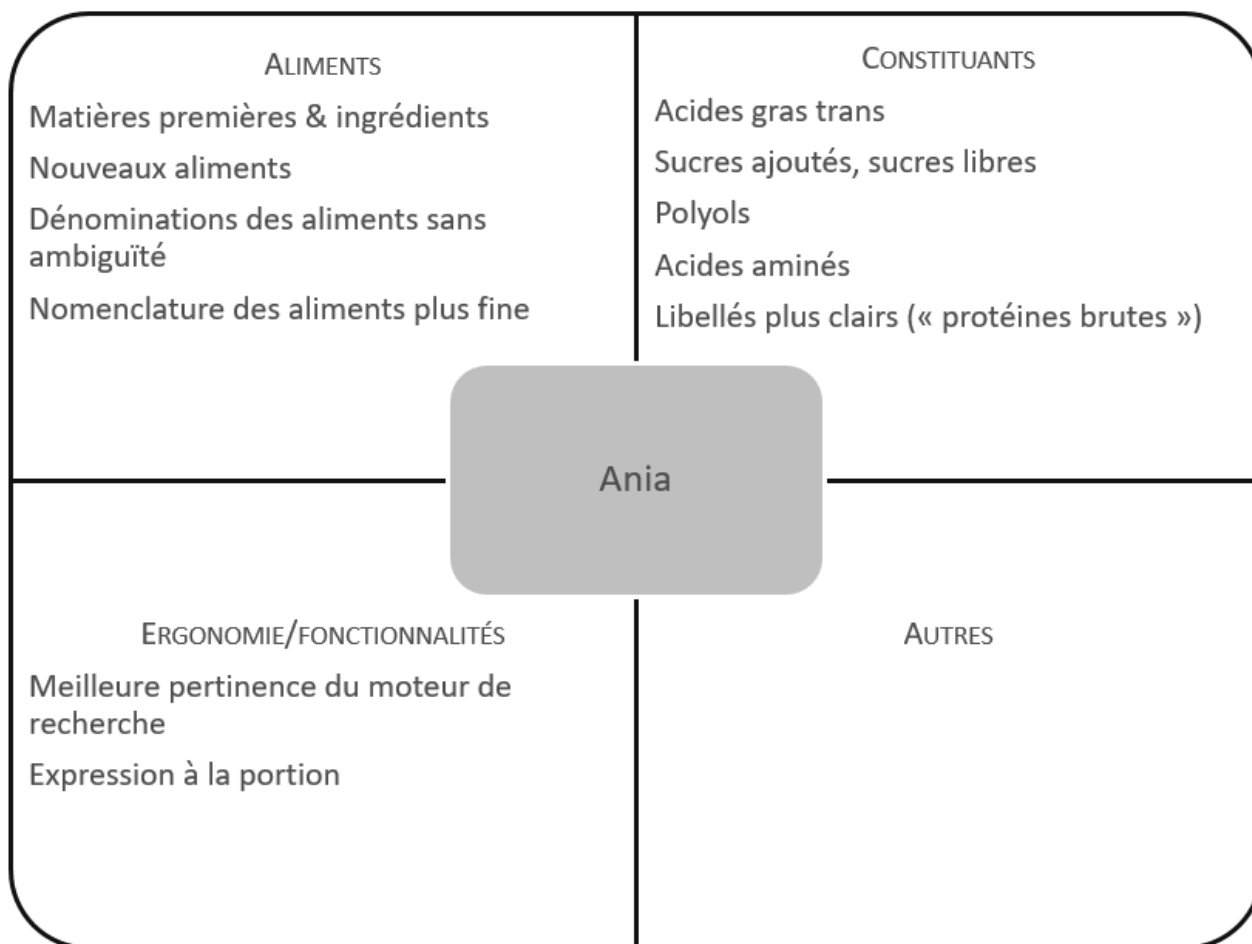 ALIMENTS
Matières premières & ingrédients
Nouveaux aliments
Dénominations des aliments sans
ambiguïté
Nomenclature des aliments plus fine
CONSTITUANTS
Acides gras trans
Sucres ajoutés, sucres libres
Polyols
Acides aminés
Libellés plus clairs (« protéines brutes »)
Ania
ERGONOMIE/FONCTIONNALITÉS
Meilleure pertinence du moteur de
recherche
Expression à la portion
AUTRES